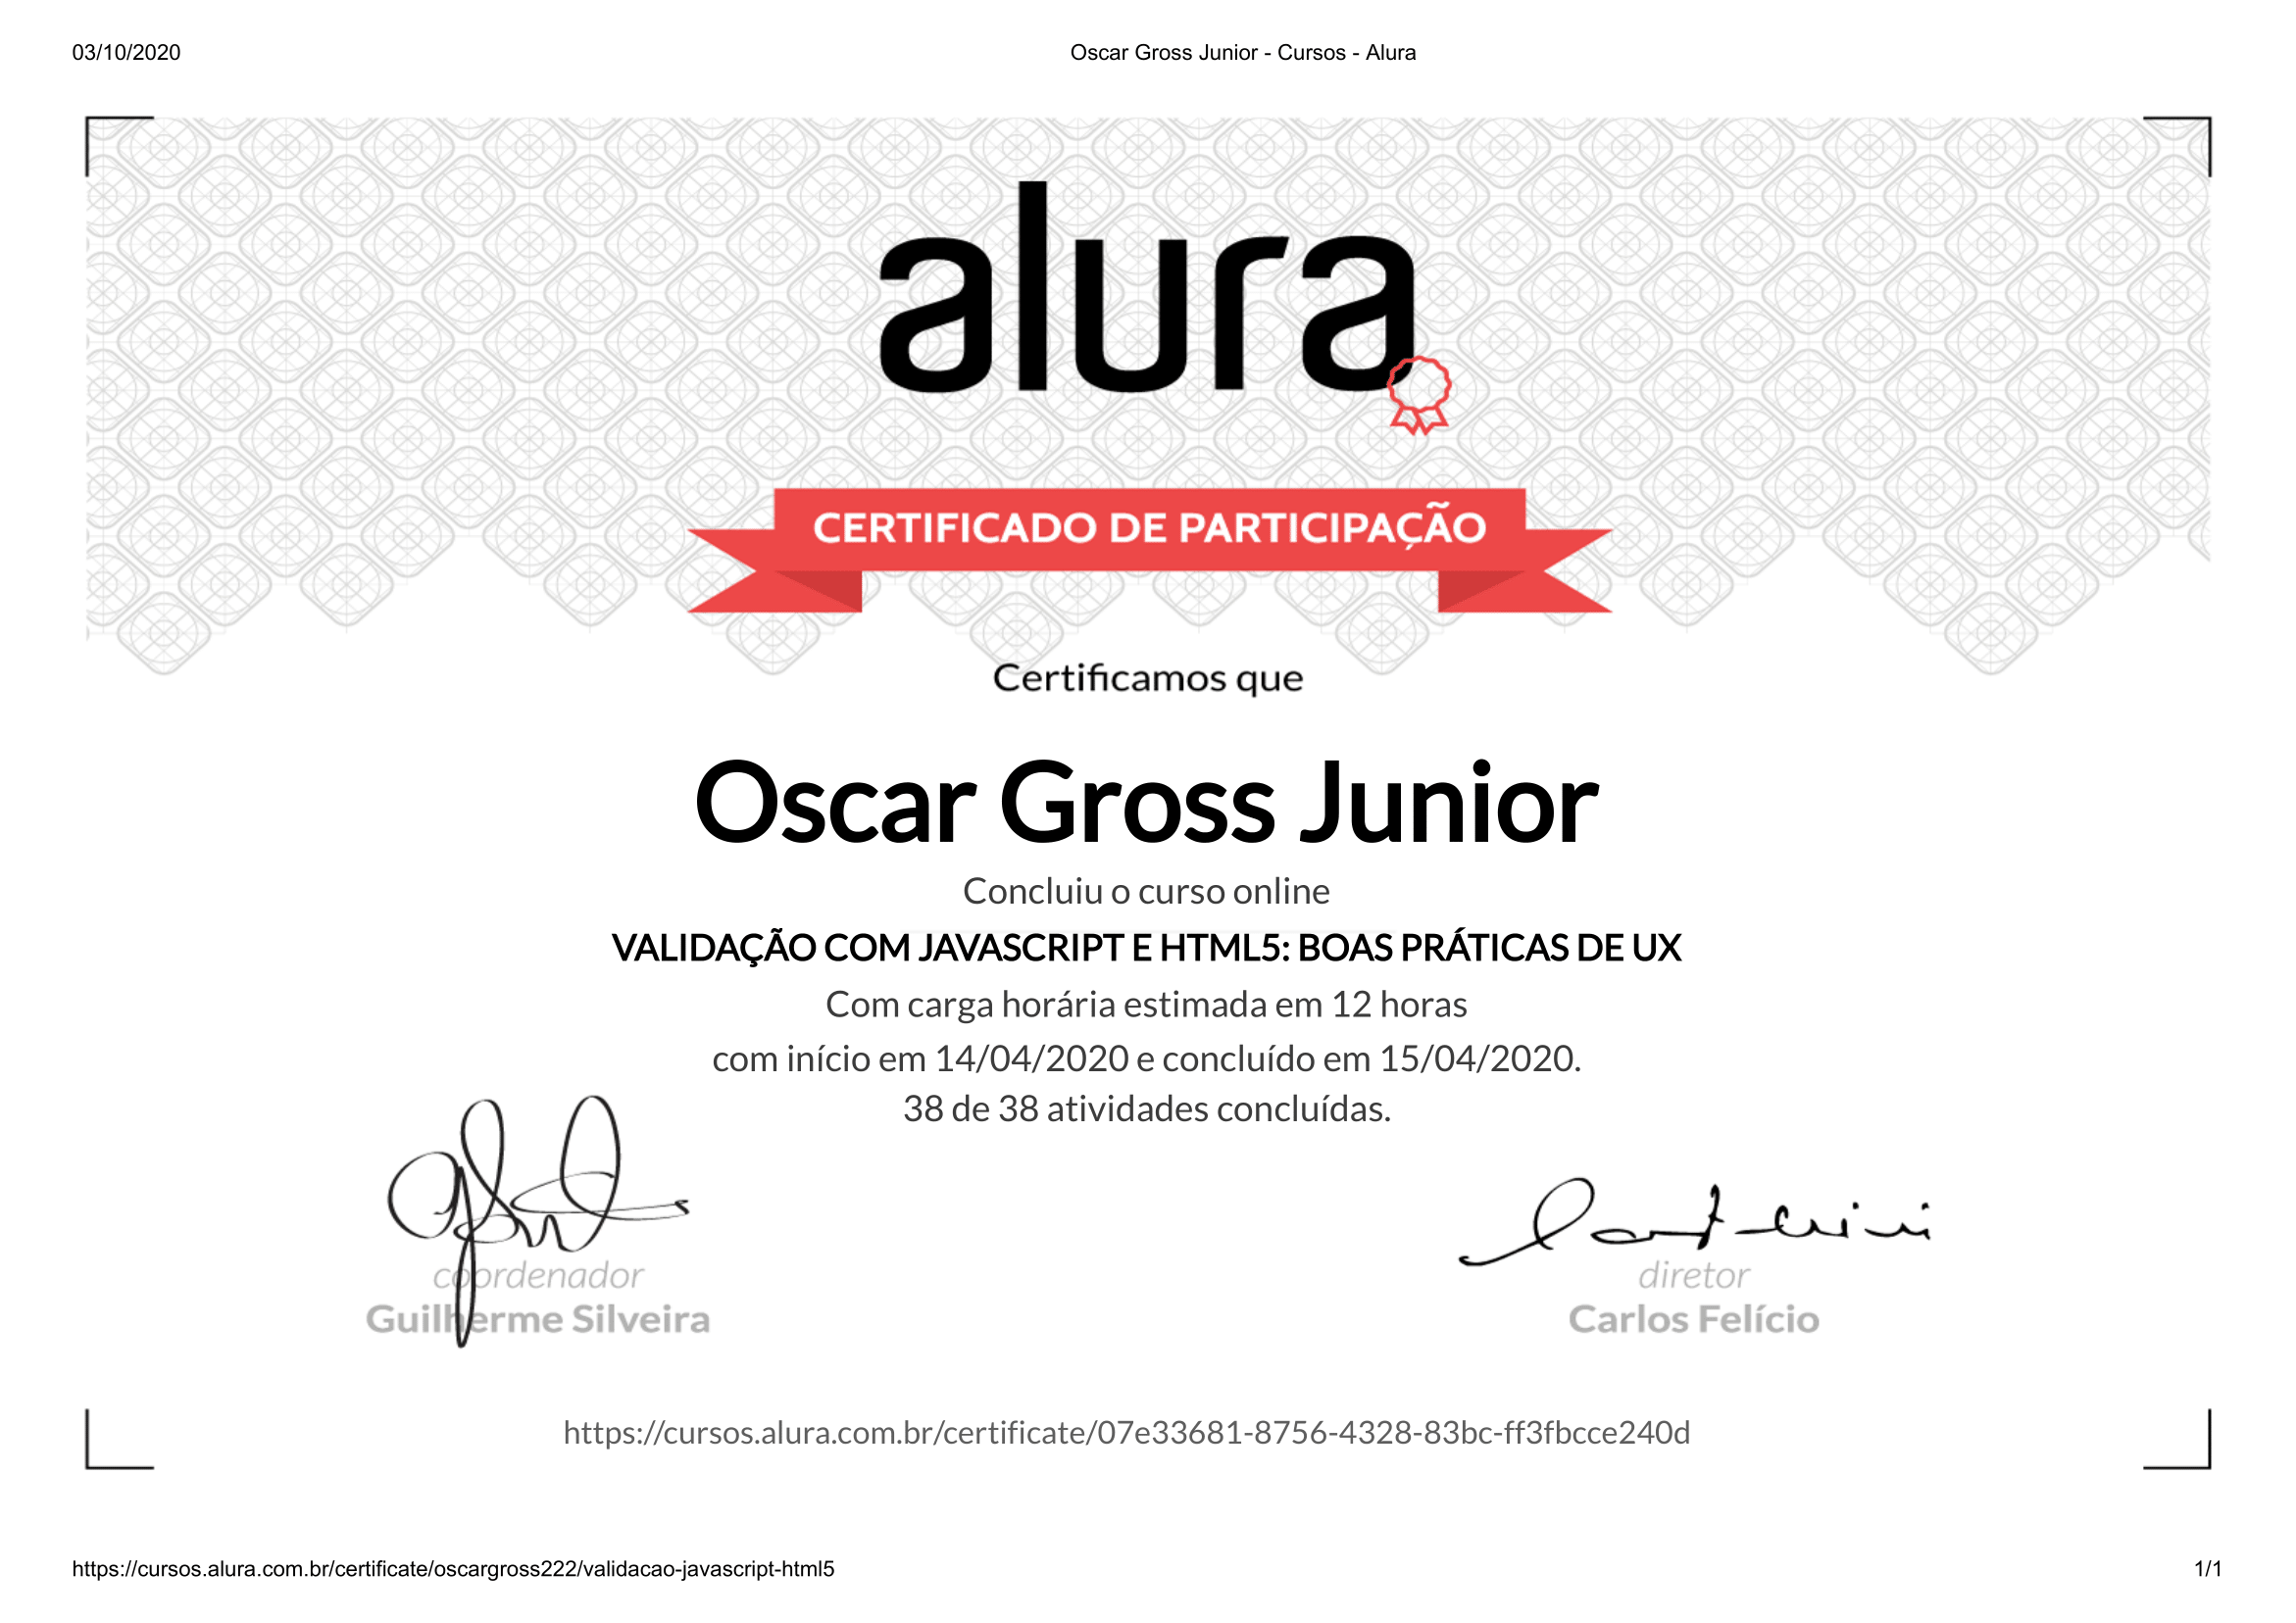 03/10/2020
Oscar Gross Junior - Cursos - Alura
alura
CERTIFICADO DE PARTICIPAÇÃO
Certificamos que
Oscar Gross Junior
Concluiu o curso online
VALIDAÇÃO COM JAVASCRIPT E HTML5: BOAS PRÁTICAS DE UX
Com carga horária estimada em 12 horas
com início em 14/04/2020 e concluído em 15/04/2020.
38 de 38 atividades concluídas.
coordenador
Guilherme Silveira
diretor
Carlos Felício
https://cursos.alura.com.br/certificate/07e33681-8756-4328-83bc-ff3fbcce240d
https://cursos.alura.com.br/certificate/oscargross222/validacao-javascript-html5
1/1